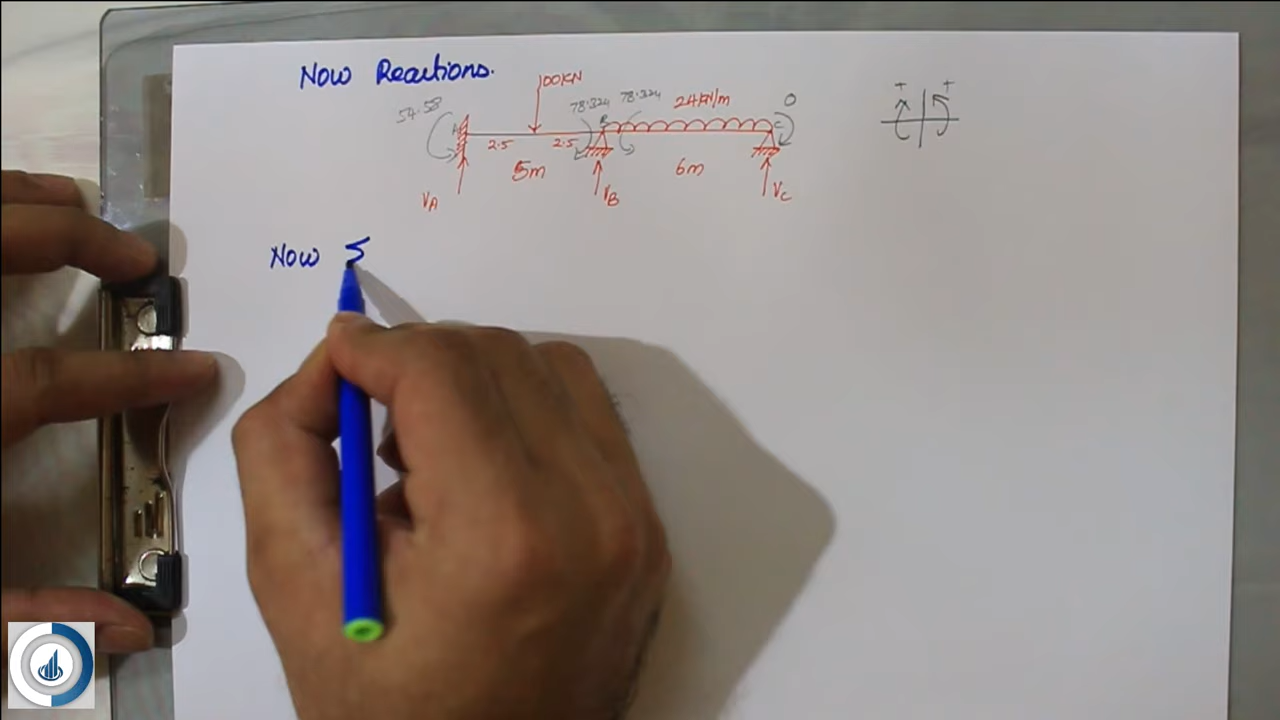 Now Reactions.
100KN
54.58 78.324 78.324 24kN/m 0
A B C
2.5 2.5
5m 6m
VA VB VC
+ +
Now Σ